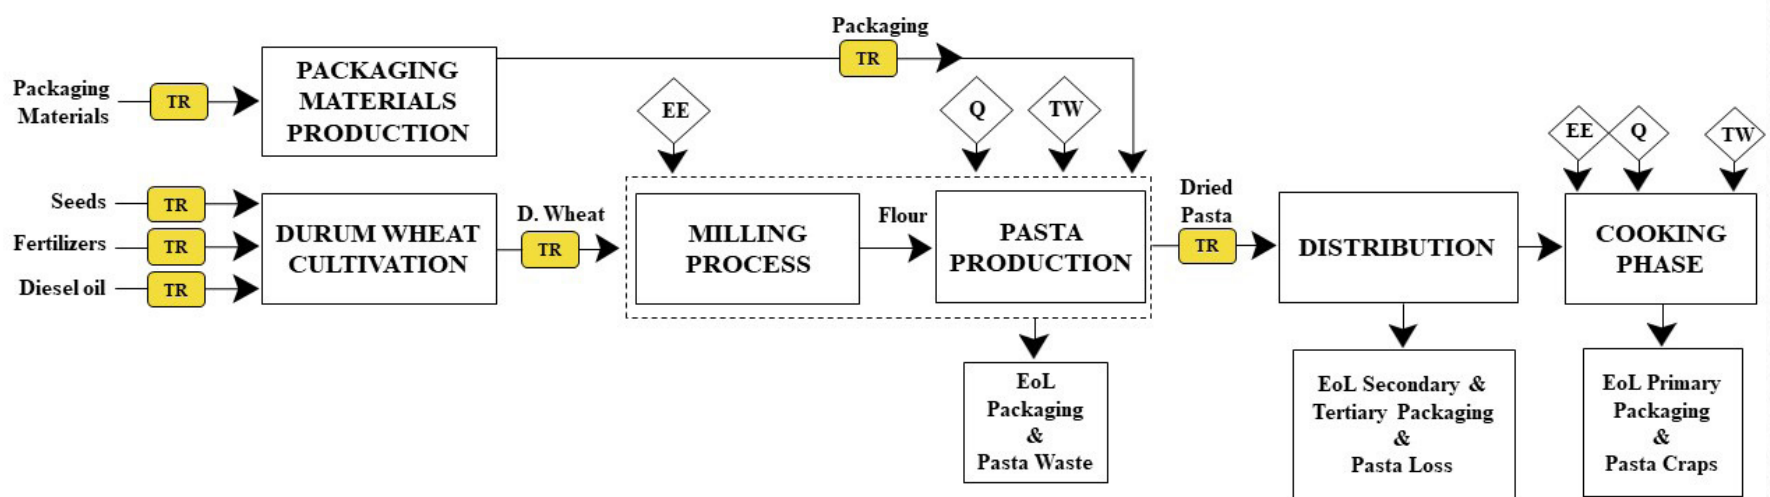 Packaging
Materials
TR
PACKAGING
MATERIALS
PRODUCTION
Packaging
TR
EE
Q
TW
EE
Q
TW
Seeds
TR
Fertilizers
TR
Diesel oil
TR
DURUM WHEAT
CULTIVATION
D. Wheat
TR
MILLING
PROCESS
Flour
PASTA
PRODUCTION
Dried
Pasta
TR
DISTRIBUTION
COOKING
PHASE
EoL
Packaging
&
Pasta Waste
EoL Secondary &
Tertiary Packaging
&
Pasta Loss
EoL Primary
Packaging
&
Pasta Craps